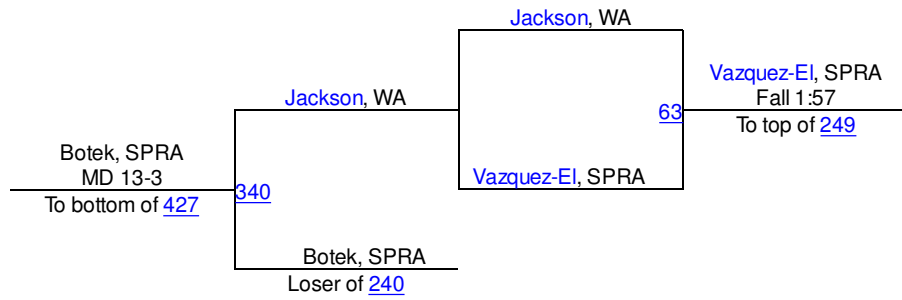 Jackson, WA
Vazquez-El, SPRA
Fall 1:57
To top of 249
63
Jackson, WA
Vazquez-El, SPRA
Botek, SPRA
MD 13-3
To bottom of 427
340
Botek, SPRA
Loser of 240